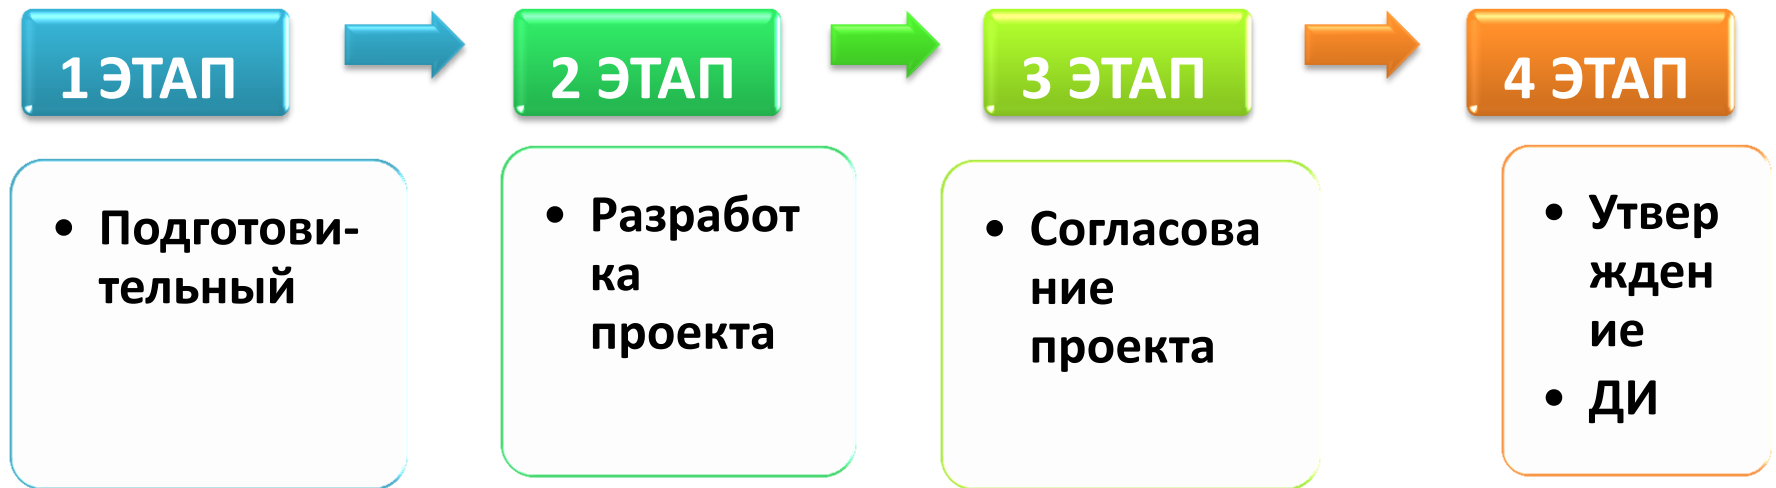 1 ЭТАП
2 ЭТАП
3 ЭТАП
4 ЭТАП
• Подготови-
тельный
• Разработ
ка
проекта
• Согласова
ние
проекта
• Утвер
жден
ие
• ДИ